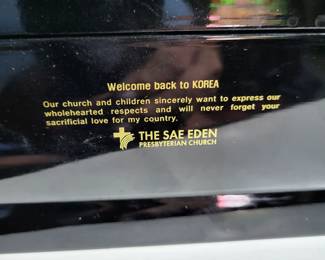 Welcome back to KOREA
Our church and children sincerely want to express our
wholehearted respects and will never forget your
sacrificial love for my country.
THE SAE EDEN
PRESBYTERIAN CHURCH